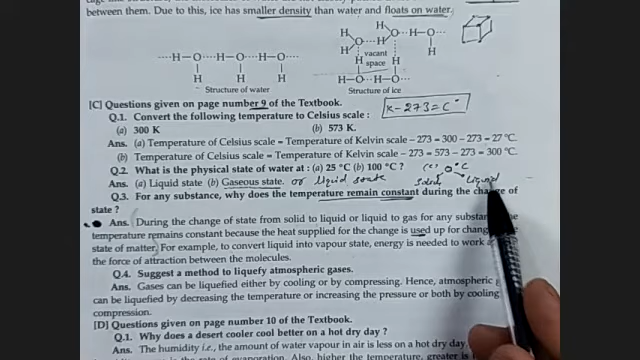 between them. Due to this, ice has smaller density than water and floats on water.
H
H O H—O····
H O····H H
····H—O····H—O····H—O····
H H H
vacant
space
H H
H—O····H—O····
Structure of water
Structure of ice
[C] Questions given on page number 9 of the Textbook.
Q.1. Convert the following temperature to Celsius scale :
K-273=C°
(a) 300 K (b) 573 K.
Ans. (a) Temperature of Celsius scale = Temperature of Kelvin scale – 273 = 300 – 273 = 27 °C.
(b) Temperature of Celsius scale = Temperature of Kelvin scale – 273 = 573 – 273 = 300 °C.
Q.2. What is the physical state of water at : (a) 25 °C (b) 100 °C ? (c) 0°C
Ans. (a) Liquid state (b) Gaseous state. or liquid state solid Liquid
Q.3. For any substance, why does the temperature remain constant during the change of
state ?
Ans. During the change of state from solid to liquid or liquid to gas for any substance
temperature remains constant because the heat supplied for the change is used up for
state of matter. For example, to convert liquid into vapour state, energy is needed to work
the force of attraction between the molecules.
Q.4. Suggest a method to liquefy atmospheric gases.
Ans. Gases can be liquefied either by cooling or by compressing. Hence, atmospheric
can be liquefied by decreasing the temperature or increasing the pressure or both by cooling
compression.
[D] Questions given on page number 10 of the Textbook.
Q.1. Why does a desert cooler cool better on a hot dry day ?
Ans. The humidity i.e., the amount of water vapour in air is less on a hot dry day.